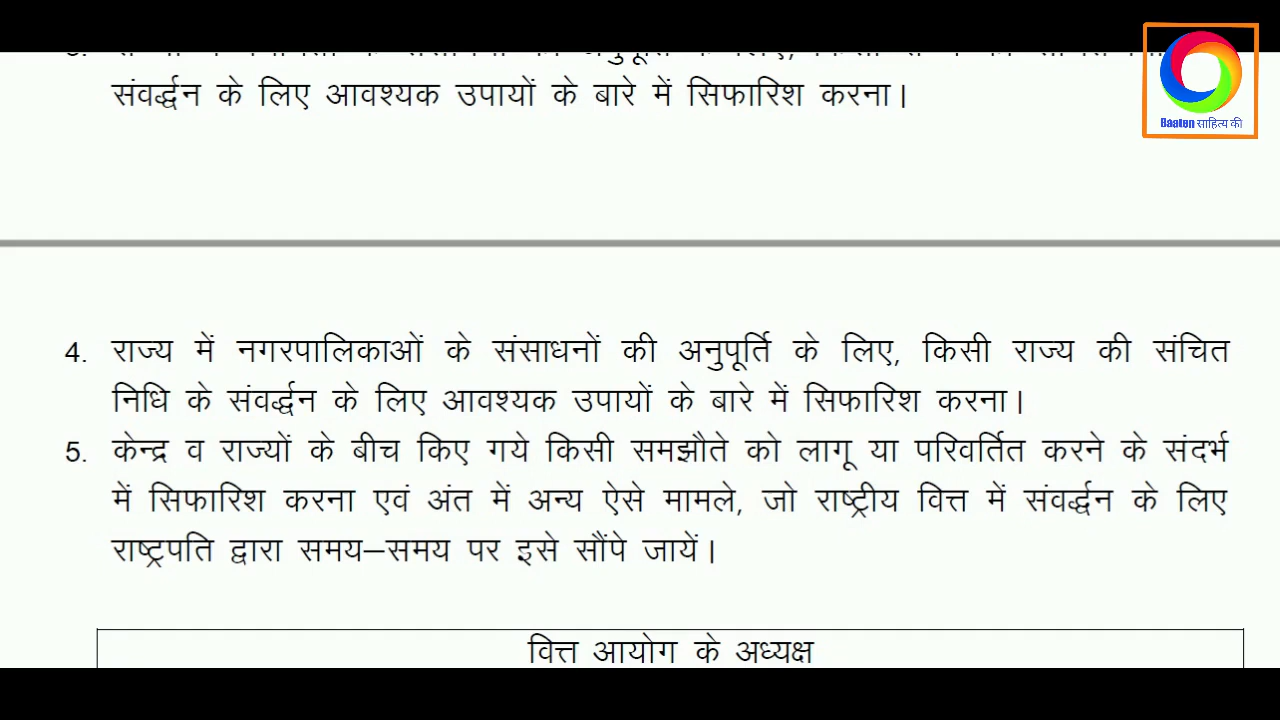 Baaten साहित्य की
संवर्द्धन के लिए आवश्यक उपायों के बारे में सिफारिश करना।
4. राज्य में नगरपालिकाओं के संसाधनों की अनुपूर्ति के लिए, किसी राज्य की संचित
निधि के संवर्द्धन के लिए आवश्यक उपायों के बारे में सिफारिश करना।
5. केन्द्र व राज्यों के बीच किए गये किसी समझौते को लागू या परिवर्तित करने के संदर्भ
में सिफारिश करना एवं अंत में अन्य ऐसे मामले, जो राष्ट्रीय वित्त में संवर्द्धन के लिए
राष्ट्रपति द्वारा समय–समय पर इसे सौंपे जायें।
वित्त आयोग के अध्यक्ष